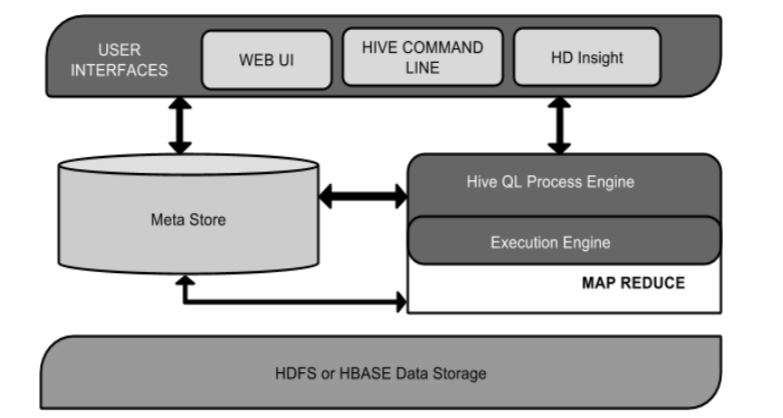 USER
INTERFACES
WEB UI
HIVE COMMAND
LINE
HD Insight
Meta Store
Hive QL Process Engine
Execution Engine
MAP REDUCE
HDFS or HBASE Data Storage